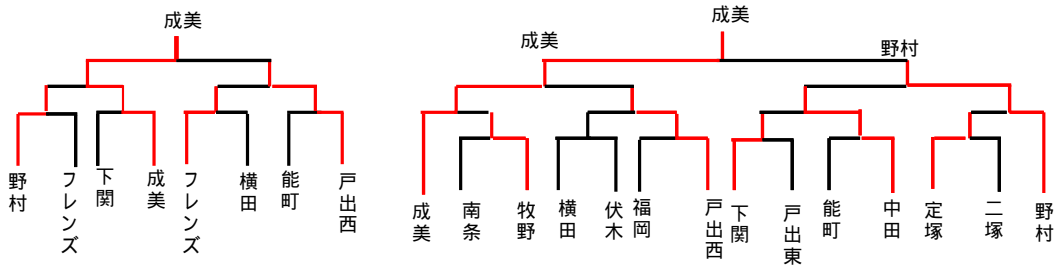 成美
野村
フレンズ
下関
成美
フレンズ
横田
能町
戸出西
成美
成美
野村
成美
南条
牧野
横田
伏木
福岡
戸出西
下関
戸出東
能町
中田
定塚
二塚
野村